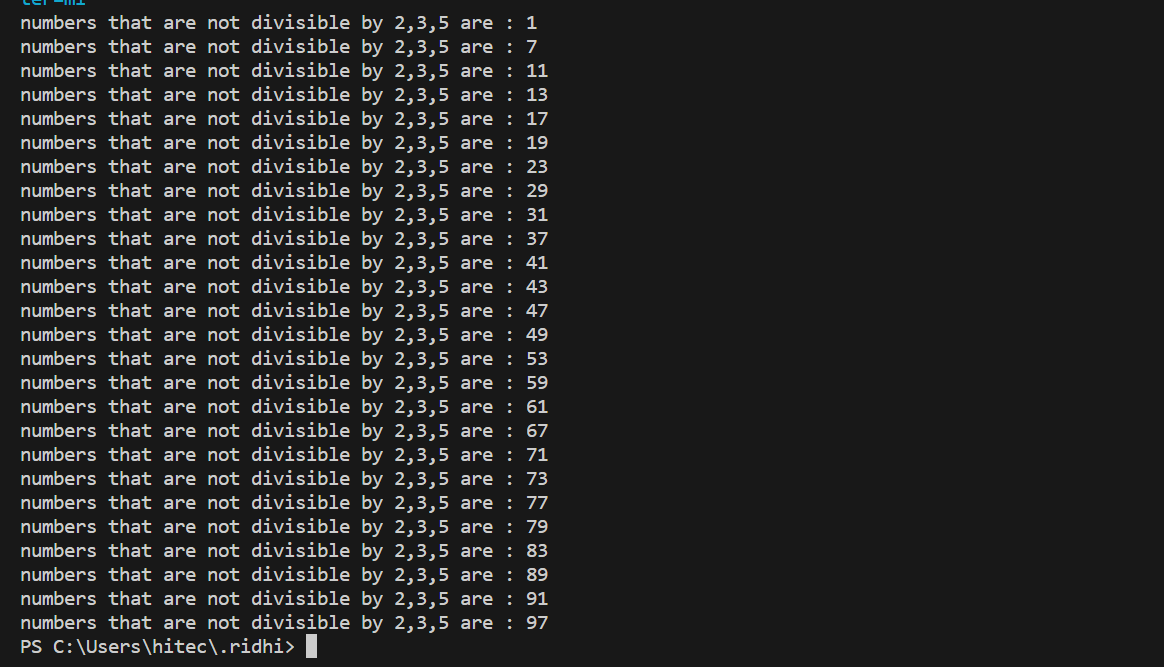 numbers that are not divisible by 2,3,5 are : 1
numbers that are not divisible by 2,3,5 are : 7
numbers that are not divisible by 2,3,5 are : 11
numbers that are not divisible by 2,3,5 are : 13
numbers that are not divisible by 2,3,5 are : 17
numbers that are not divisible by 2,3,5 are : 19
numbers that are not divisible by 2,3,5 are : 23
numbers that are not divisible by 2,3,5 are : 29
numbers that are not divisible by 2,3,5 are : 31
numbers that are not divisible by 2,3,5 are : 37
numbers that are not divisible by 2,3,5 are : 41
numbers that are not divisible by 2,3,5 are : 43
numbers that are not divisible by 2,3,5 are : 47
numbers that are not divisible by 2,3,5 are : 49
numbers that are not divisible by 2,3,5 are : 53
numbers that are not divisible by 2,3,5 are : 59
numbers that are not divisible by 2,3,5 are : 61
numbers that are not divisible by 2,3,5 are : 67
numbers that are not divisible by 2,3,5 are : 71
numbers that are not divisible by 2,3,5 are : 73
numbers that are not divisible by 2,3,5 are : 77
numbers that are not divisible by 2,3,5 are : 79
numbers that are not divisible by 2,3,5 are : 83
numbers that are not divisible by 2,3,5 are : 89
numbers that are not divisible by 2,3,5 are : 91
numbers that are not divisible by 2,3,5 are : 97
PS C:\Users\hitec\.ridhi>